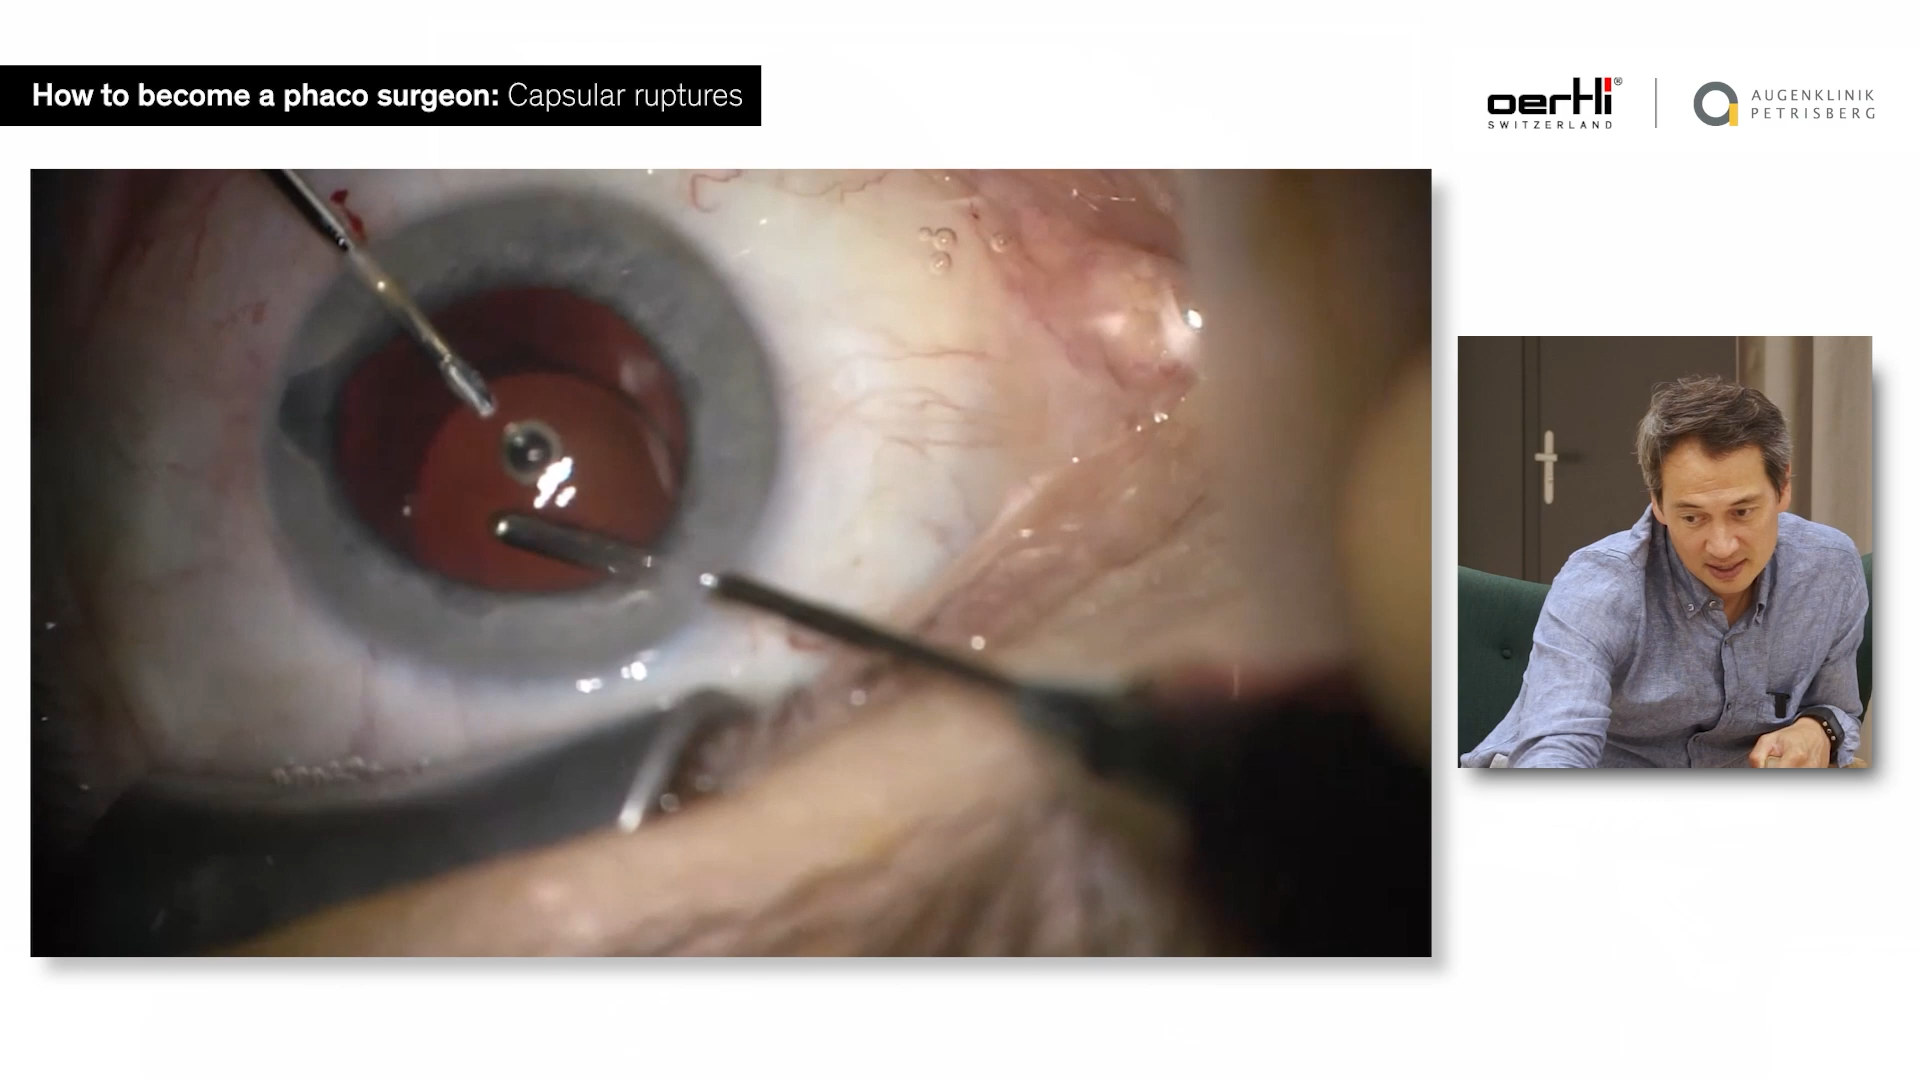 How to become a phaco surgeon: Capsular ruptures
oertli®
SWITZERLAND
AUGENKLINIK
PETRISBERG